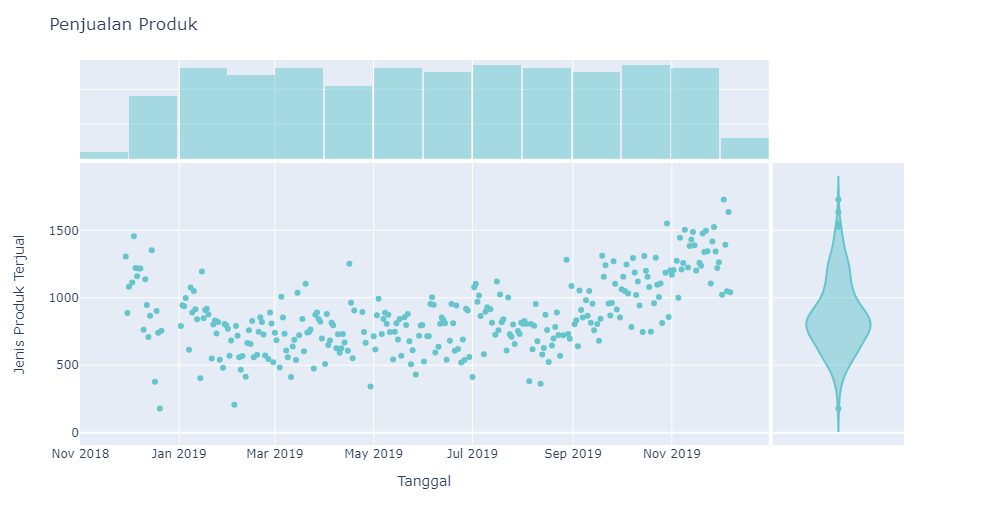 Penjualan Produk
Jenis Produk Terjual
1500
1000
500
0
Nov 2018 Jan 2019 Mar 2019 May 2019 Jul 2019 Sep 2019 Nov 2019
Tanggal